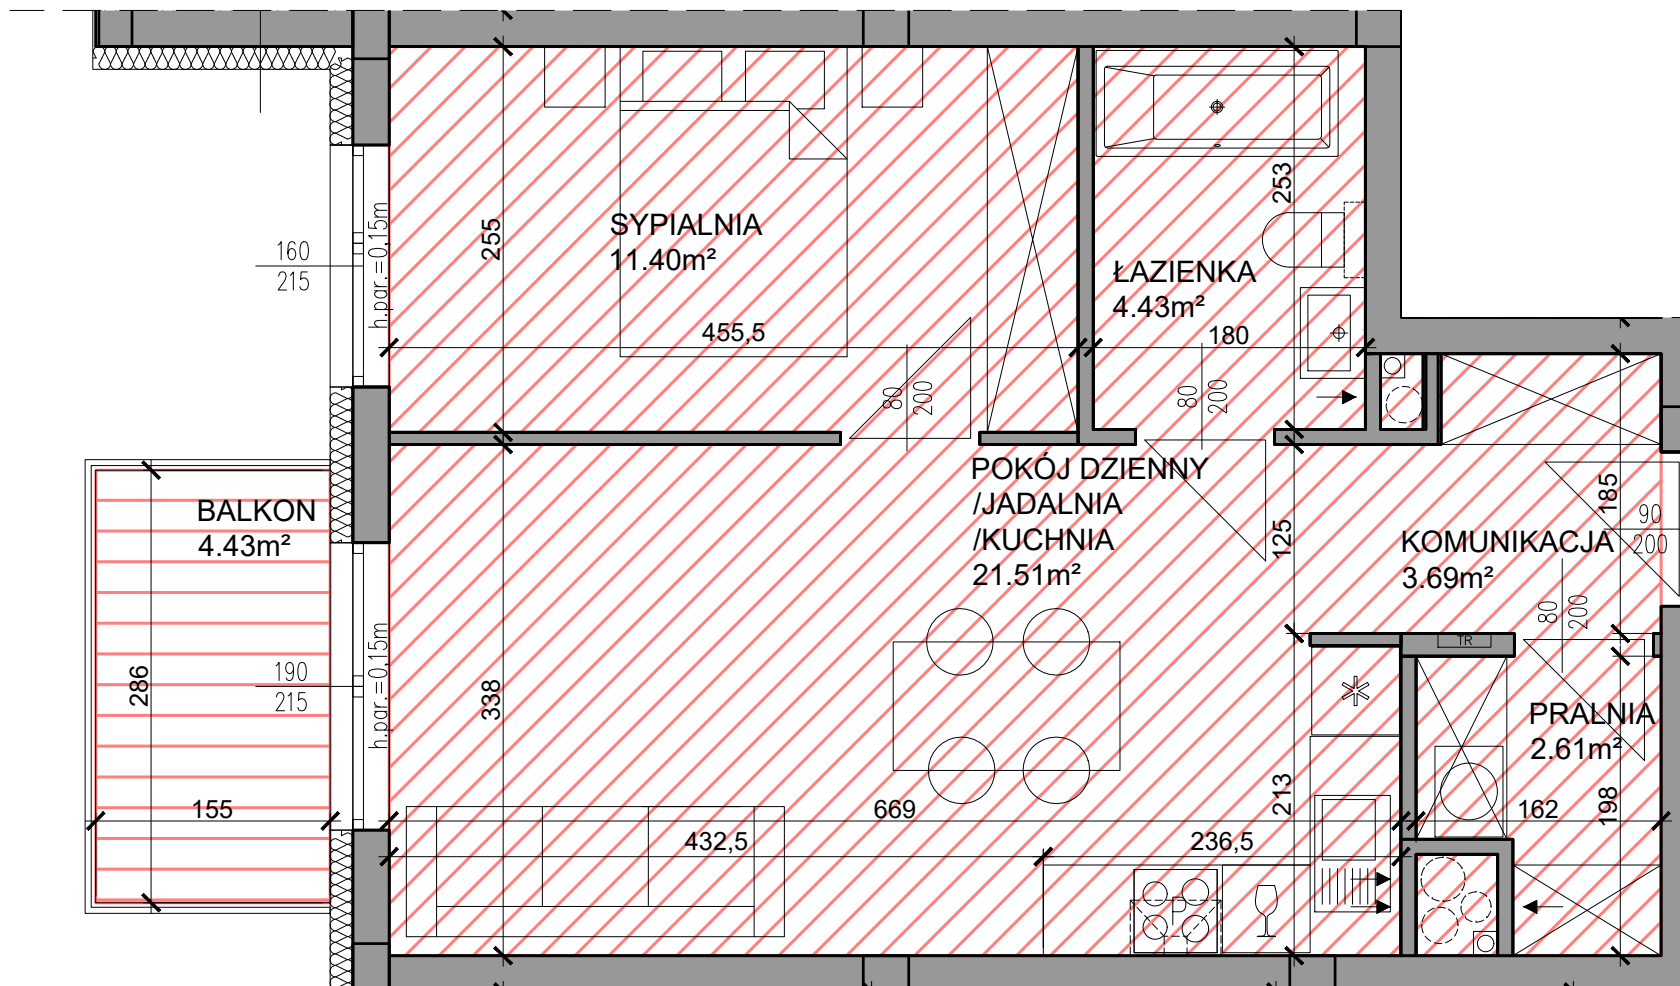 SYPIALNIA
11.40m²
255
455,5
160
215
h.par.=0,15m
80
200
ŁAZIENKA
4.43m²
253
180
80
200
POKÓJ DZIENNY
/JADALNIA
/KUCHNIA
21.51m²
125
338
669
432,5
236,5
213
BALKON
4.43m²
286
155
190
215
h.par.=0,15m
KOMUNIKACJA
3.69m²
185
90
200
80
200
TR
PRALNIA
2.61m²
162
198
P